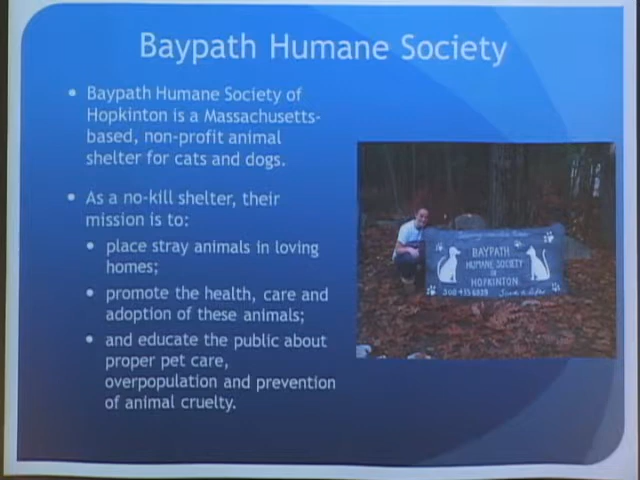 Baypath Humane Society
• Baypath Humane Society of
Hopkinton is a Massachusetts-
based, non-profit animal
shelter for cats and dogs.
• As a no-kill shelter, their
mission is to:
• place stray animals in loving
homes;
• promote the health, care and
adoption of these animals;
• and educate the public about
proper pet care,
overpopulation and prevention
of animal cruelty.
BAYPATH
HUMANE SOCIETY
of
HOPKINTON